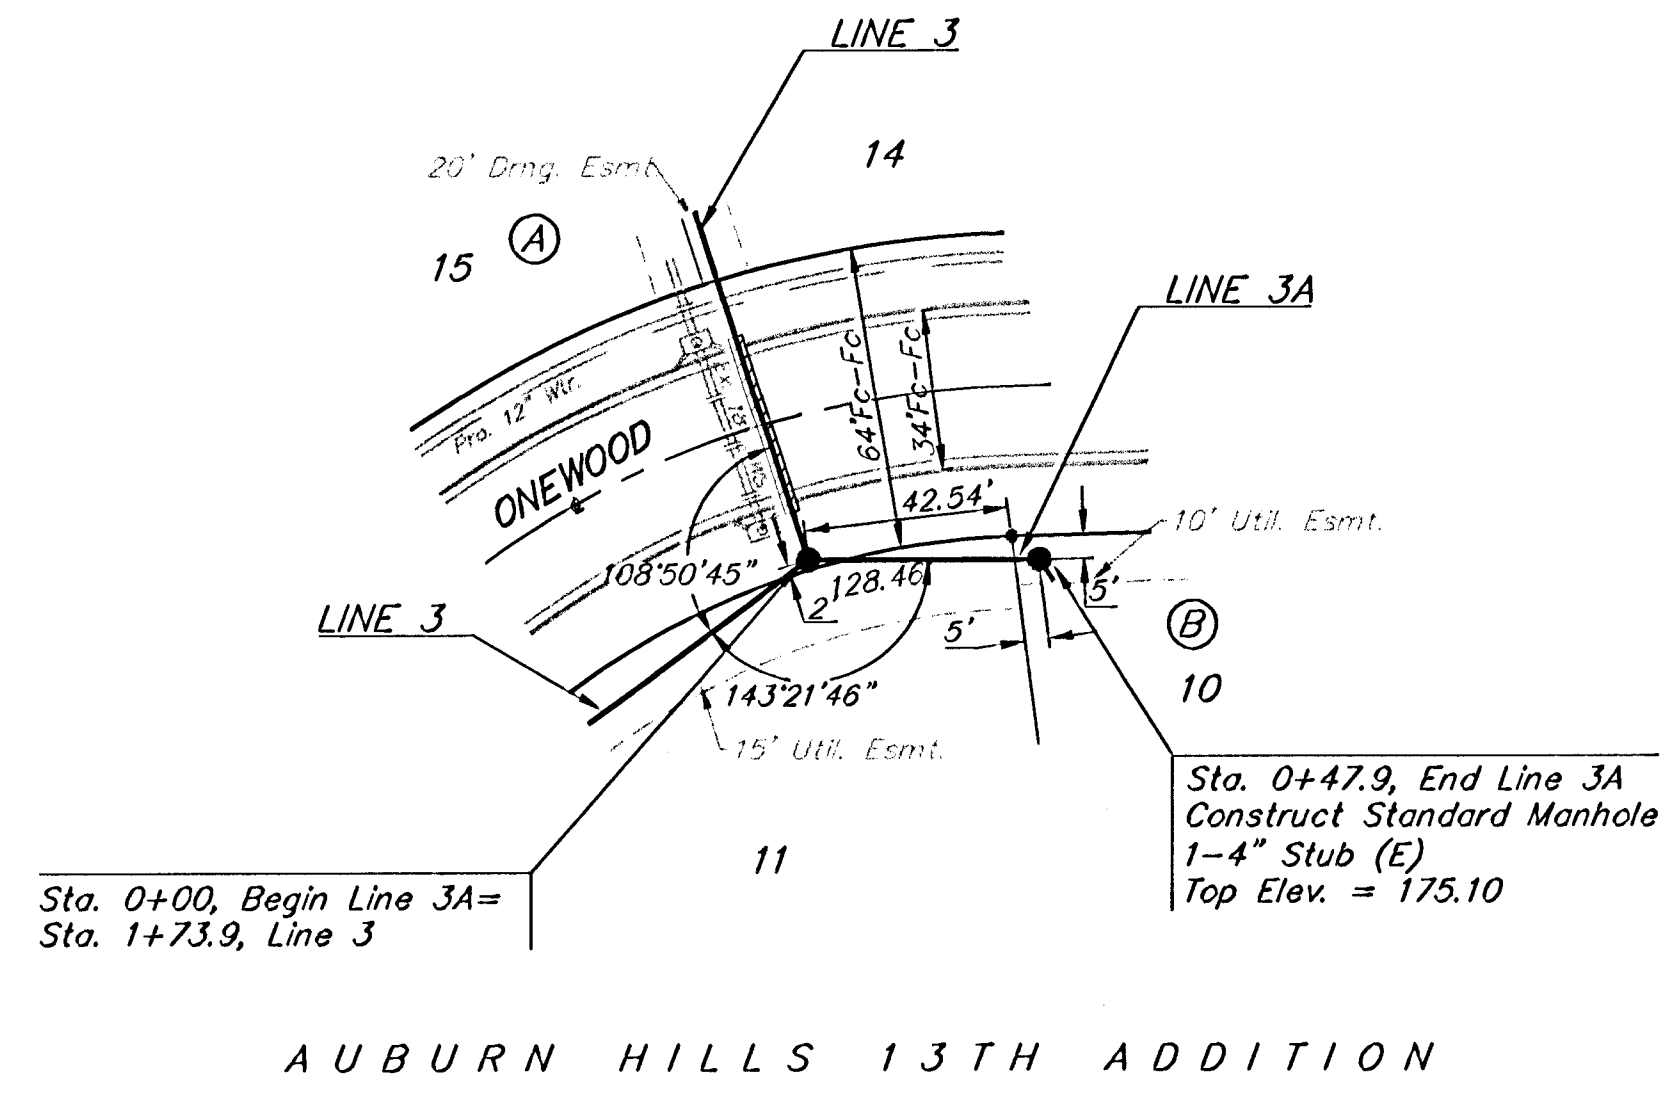 LINE 3
14
20' Drng. Esmt.
A
15
LINE 3A
64' Fc-Fc
34' Fc-Fc
Pro. 12" Wtr.
ONEWOOD
42.54'
10' Util. Esmt.
108°50'45"
128.46
2'
5'
LINE 3
5'
B
143°21'46"
10
15' Util. Esmt.
Sta. 0+47.9, End Line 3A
Construct Standard Manhole
1-4" Stub (E)
Top Elev. = 175.10
11
Sta. 0+00, Begin Line 3A=
Sta. 1+73.9, Line 3
AUBURN HILLS 13TH ADDITION